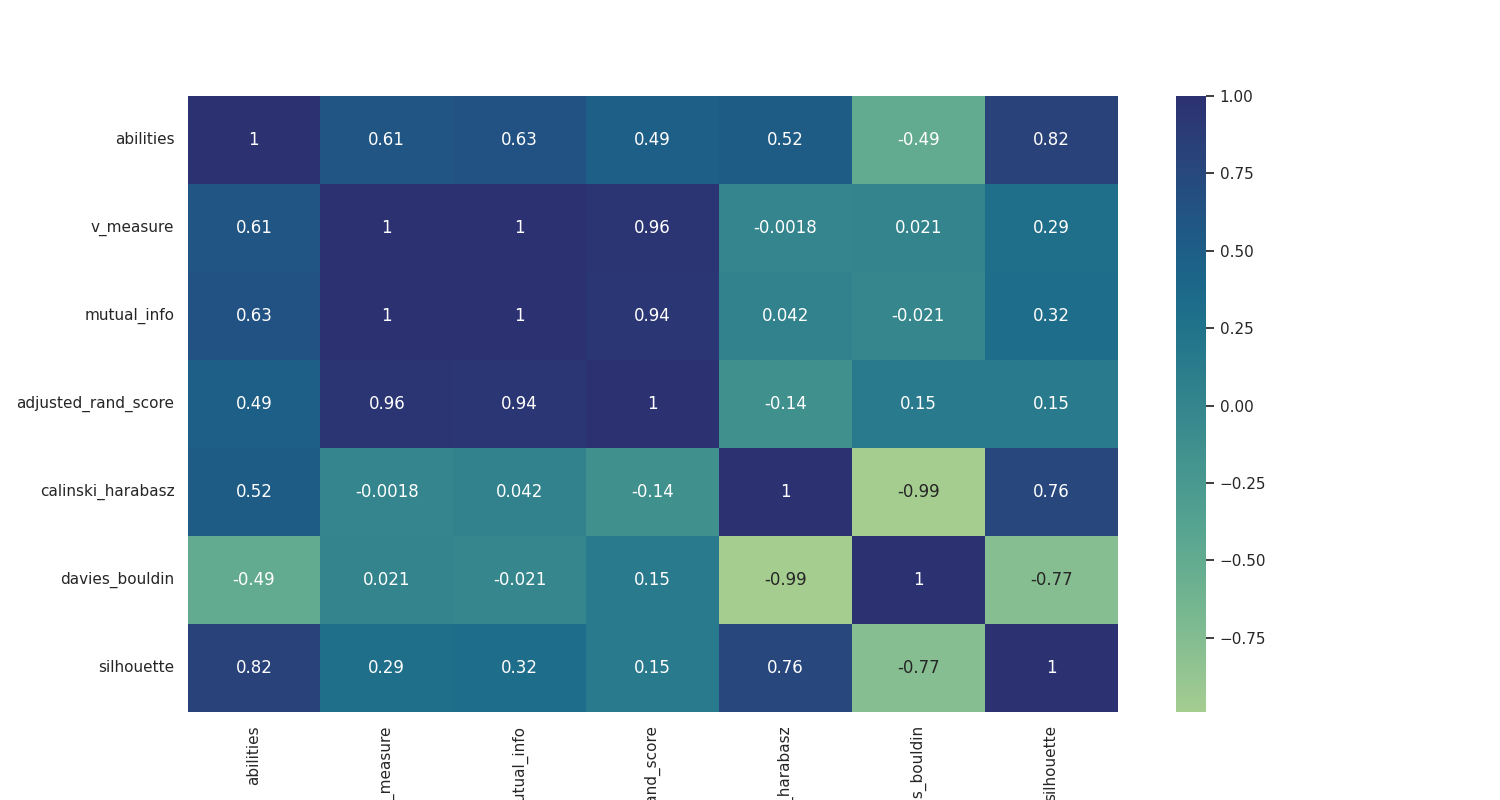 abilities 1 0.61 0.63 0.49 0.52 -0.49 0.82
v_measure 0.61 1 1 0.96 -0.0018 0.021 0.29
mutual_info 0.63 1 1 0.94 0.042 -0.021 0.32
adjusted_rand_score 0.49 0.96 0.94 1 -0.14 0.15 0.15
calinski_harabasz 0.52 -0.0018 0.042 -0.14 1 -0.99 0.76
davies_bouldin -0.49 0.021 -0.021 0.15 -0.99 1 -0.77
silhouette 0.82 0.29 0.32 0.15 0.76 -0.77 1
abilities
_measure
utual_info
and_score
_harabasz
s_bouldin
silhouette
1.00
0.75
0.50
0.25
0.00
−0.25
−0.50
−0.75